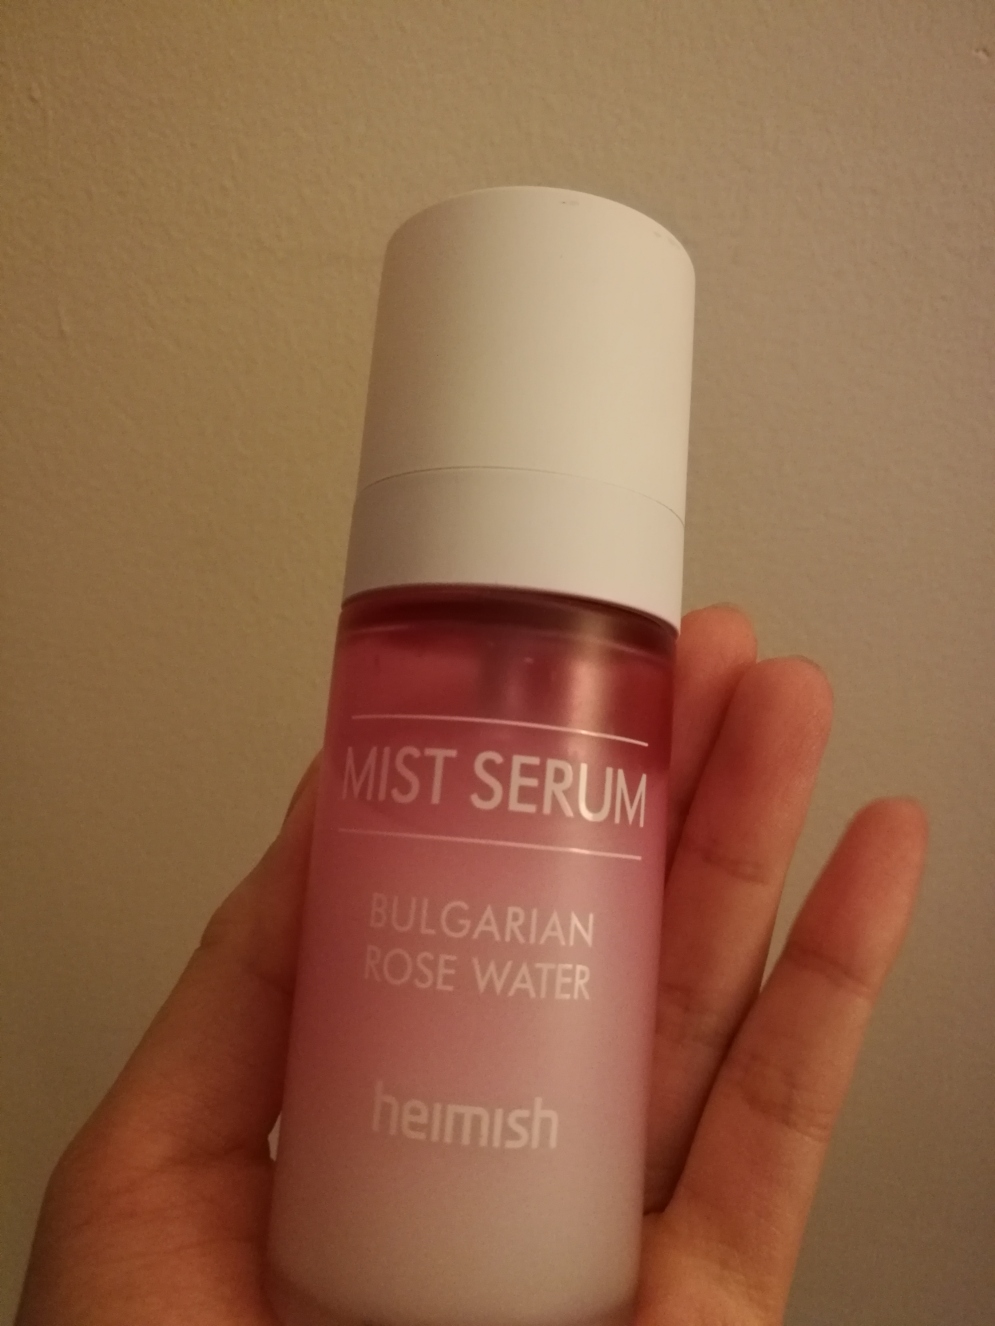 MIST SERUM
BULGARIAN
ROSE WATER
heimish